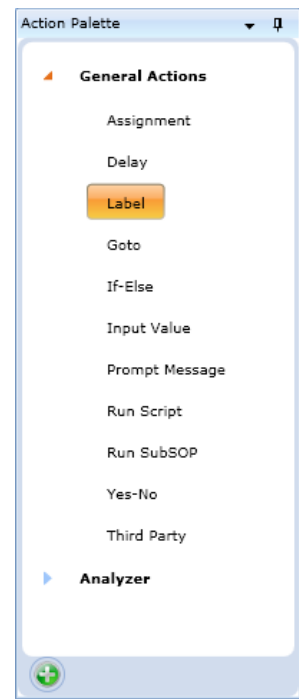 Action Palette
General Actions
Assignment
Delay
Label
Goto
If-Else
Input Value
Prompt Message
Run Script
Run SubSOP
Yes-No
Third Party
Analyzer